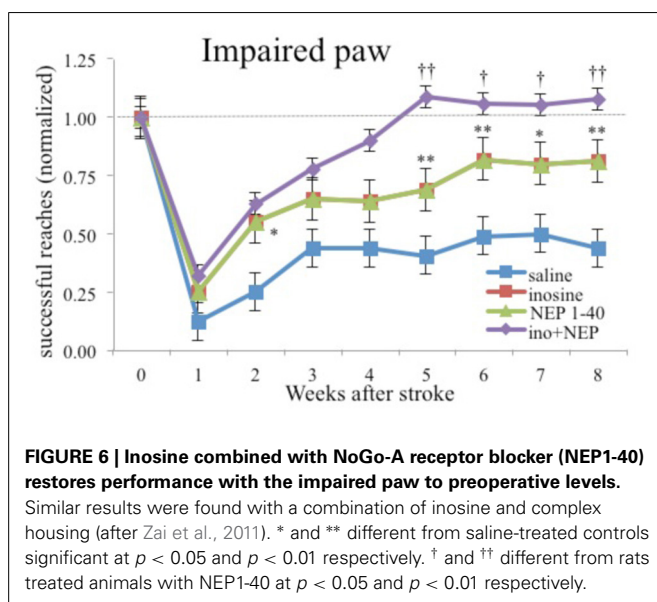 Impaired paw
successful reaches (normalized)
1.25
1.00
0.75
0.50
0.25
0.00
†† † † ††
** ** * **
*
saline
inosine
NEP 1-40
ino+NEP
0 1 2 3 4 5 6 7 8
Weeks after stroke
FIGURE 6 | Inosine combined with NoGo-A receptor blocker (NEP1-40)
restores performance with the impaired paw to preoperative levels.
Similar results were found with a combination of inosine and complex
housing (after Zai et al., 2011). * and ** different from saline-treated controls
significant at p < 0.05 and p < 0.01 respectively. † and †† different from rats
treated animals with NEP1-40 at p < 0.05 and p < 0.01 respectively.